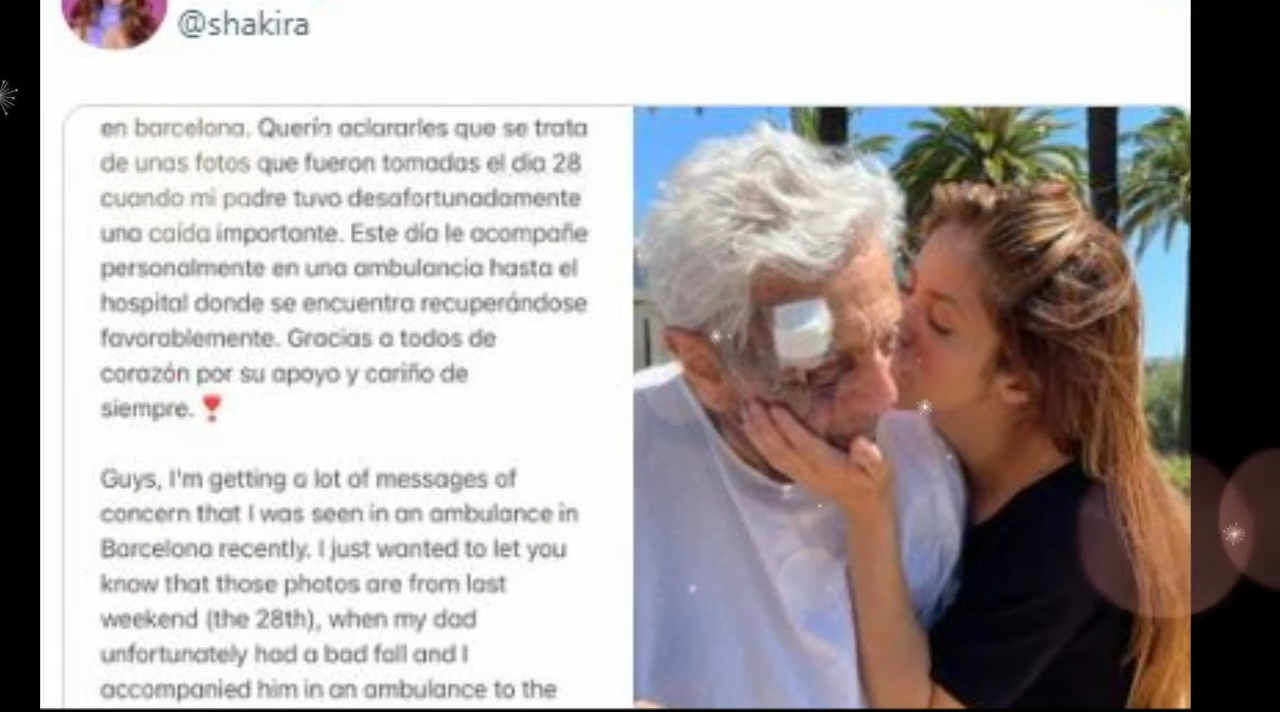 @shakira
en barcelona. Quería aclararles que se trata
de unas fotos que fueron tomadas el dia 28
cuando mi padre tuvo desafortunadamente
una caída importante. Este día le acompañe
personalmente en una ambulancia hasta el
hospital donde se encuentra recuperándose
favorablemente. Gracias a todos de
corazón por su apoyo y cariño de
siempre. ❣️
Guys, I'm getting a lot of messages of
concern that I was seen in an ambulance in
Barcelona recently. I just wanted to let you
know that those photos are from last
weekend (the 28th), when my dad
unfortunately had a bad fall and I
accompanied him in an ambulance to the